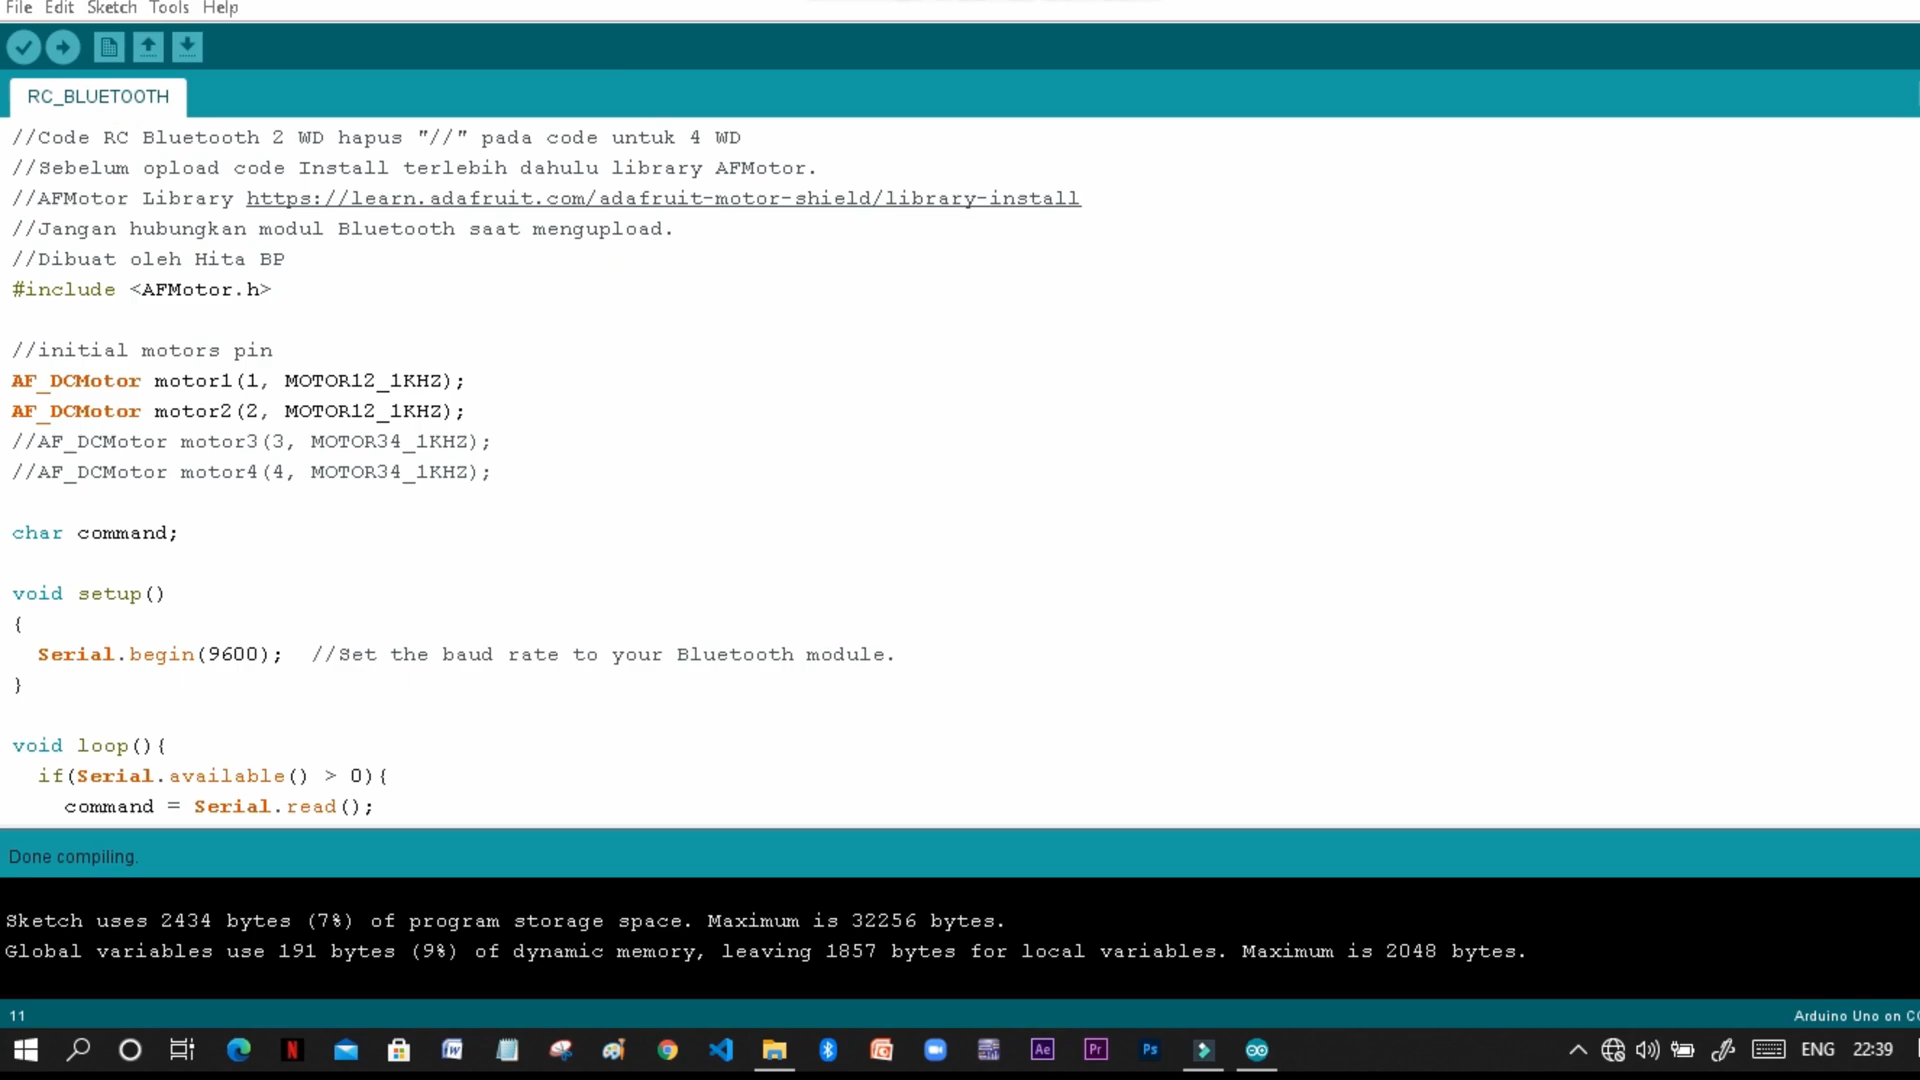 File Edit Sketch Tools Help
RC_BLUETOOTH
//Code RC Bluetooth 2 WD hapus "//" pada code untuk 4 WD
//Sebelum opload code Install terlebih dahulu library AFMotor.
//AFMotor Library https://learn.adafruit.com/adafruit-motor-shield/library-install
//Jangan hubungkan modul Bluetooth saat mengupload.
//Dibuat oleh Hita BP
#include <AFMotor.h>
//initial motors pin
AF_DCMotor motor1(1, MOTOR12_1KHZ);
AF_DCMotor motor2(2, MOTOR12_1KHZ);
//AF_DCMotor motor3(3, MOTOR34_1KHZ);
//AF_DCMotor motor4(4, MOTOR34_1KHZ);
char command;
void setup()
{
Serial.begin(9600); //Set the baud rate to your Bluetooth module.
}
void loop(){
if(Serial.available() > 0){
command = Serial.read();
Done compiling.
Sketch uses 2434 bytes (7%) of program storage space. Maximum is 32256 bytes.
Global variables use 191 bytes (9%) of dynamic memory, leaving 1857 bytes for local variables. Maximum is 2048 bytes.
11
Arduino Uno on
N W Ae Pr Ps ENG 22:39